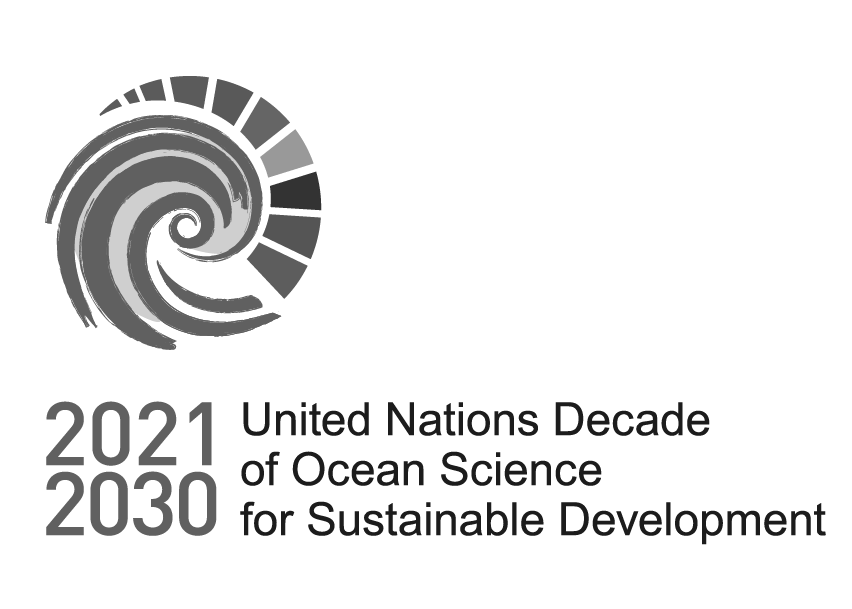 2021
2030
United Nations Decade
of Ocean Science
for Sustainable Development